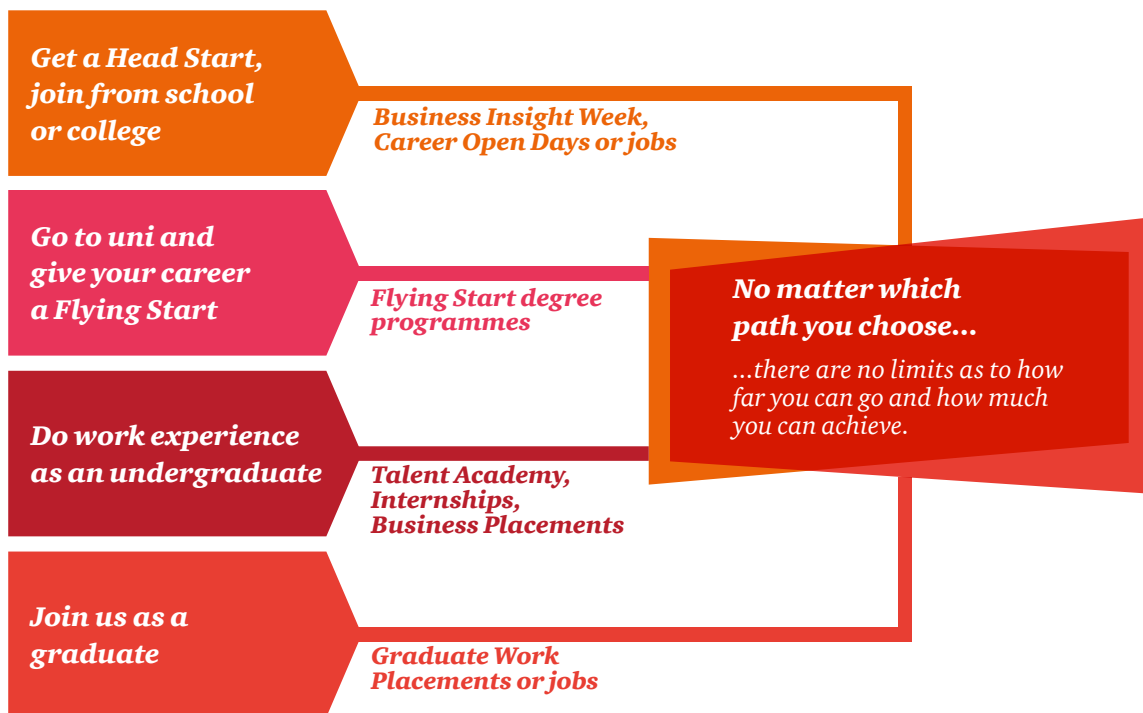 Get a Head Start,
join from school
or college
Business Insight Week,
Career Open Days or jobs
Go to uni and
give your career
a Flying Start
Flying Start degree
programmes
Do work experience
as an undergraduate
Talent Academy,
Internships,
Business Placements
Join us as a
graduate
Graduate Work
Placements or jobs
No matter which
path you choose...
...there are no limits as to how
far you can go and how much
you can achieve.